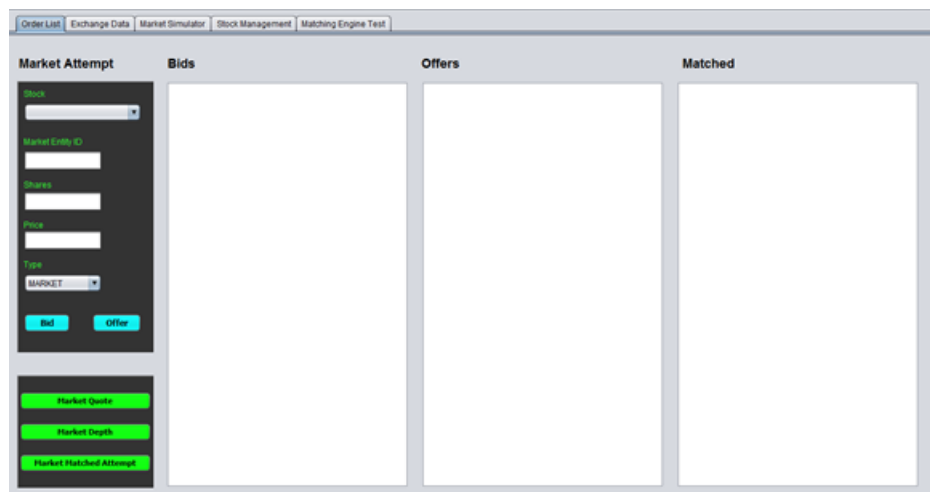 Order List Exchange Data Market Simulator Stock Management Matching Engine Test
Market Attempt Bids Offers Matched
Stock
Market Entity ID
Shares
Price
Type
MARKET
Bid Offer
Market Quote
Market Depth
Market Matched Attempt